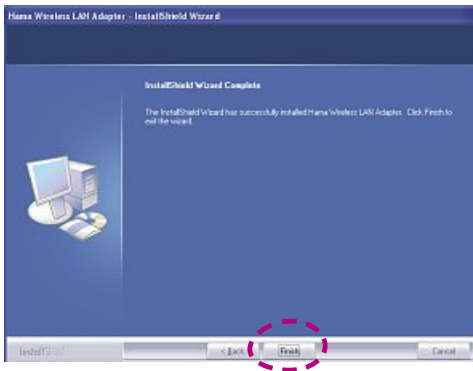 Hama Wireless LAN Adapter - InstallShield Wizard
InstallShield Wizard Complete
The InstallShield Wizard has successfully installed Hama Wireless LAN Adapter. Click Finish to
exit the wizard.
InstallShield
< Back
Finish
Cancel